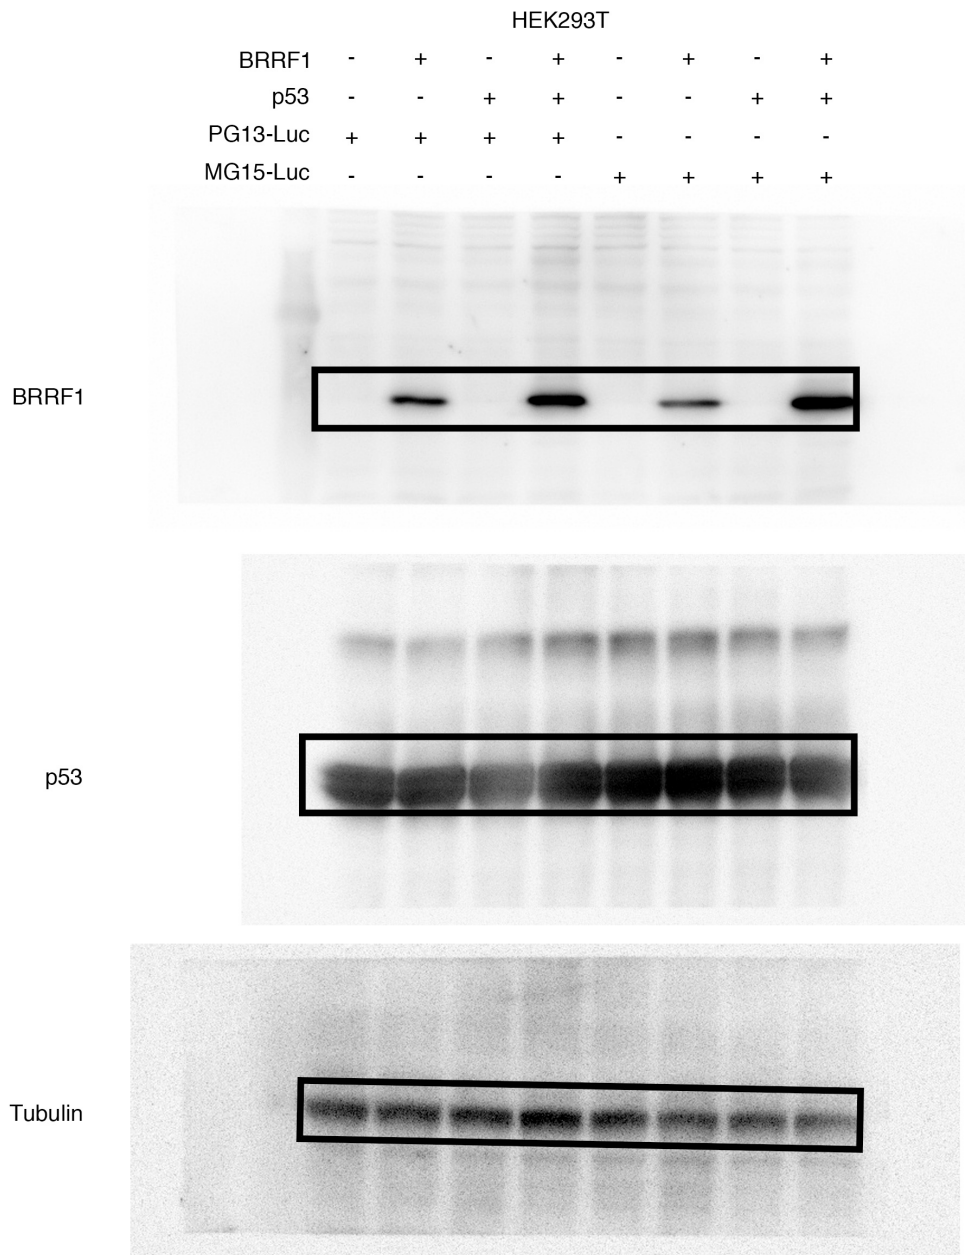 HEK293T
BRRF1 - + - + - + - +
p53 - - + + - - + +
PG13-Luc + + + + - - - -
MG15-Luc - - - - + + + +
BRRF1
p53
Tubulin